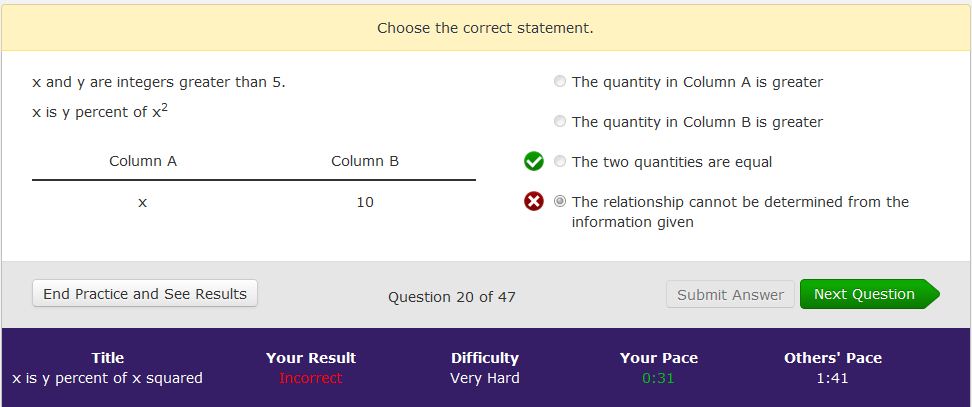 Choose the correct statement.
x and y are integers greater than 5.
x is y percent of x²
Column A Column B
x 10
The quantity in Column A is greater
The quantity in Column B is greater
The two quantities are equal
The relationship cannot be determined from the
information given
End Practice and See Results
Question 20 of 47
Submit Answer
Next Question
Title Your Result Difficulty Your Pace Others' Pace
x is y percent of x squared Incorrect Very Hard 0:31 1:41